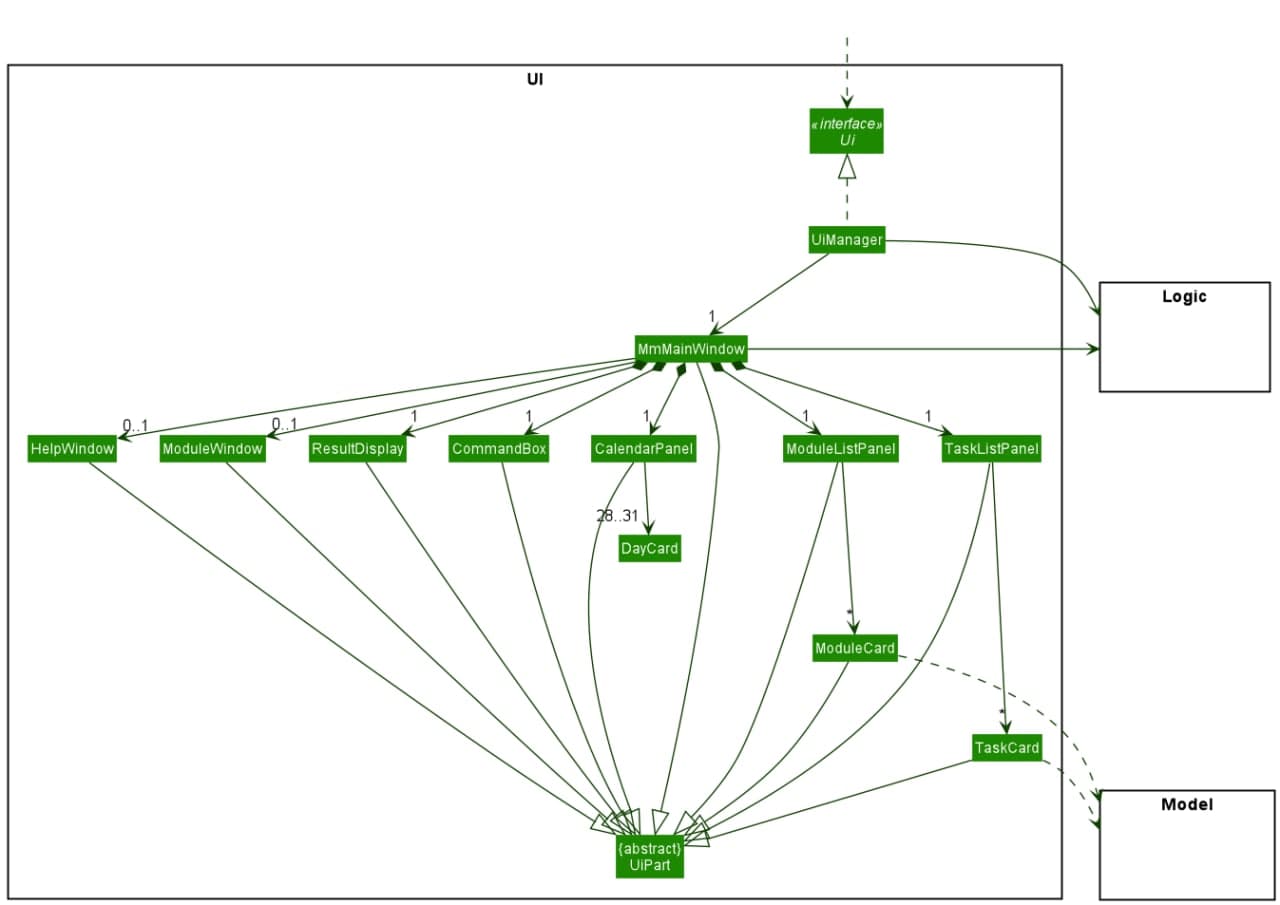 UI
«interface»
Ui
UiManager
Logic
1
MmMainWindow
0..1
0..1
1
1
1
1
1
HelpWindow
ModuleWindow
ResultDisplay
CommandBox
CalendarPanel
ModuleListPanel
TaskListPanel
28..31
DayCard
*
ModuleCard
*
TaskCard
Model
{abstract}
UiPart